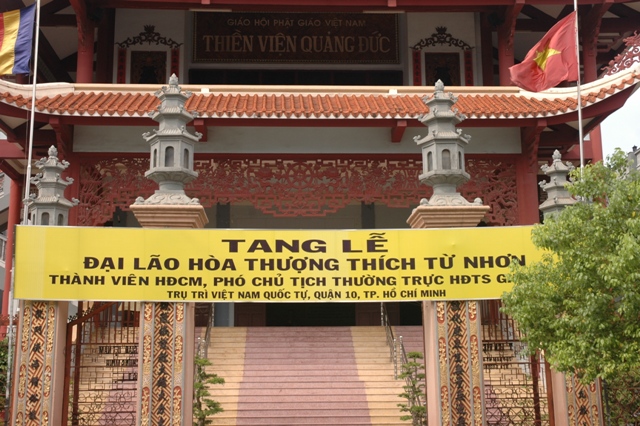 GIÁO HỘI PHẬT GIÁO VIỆT NAM
THIỀN VIỆN QUẢNG ĐỨC
TANG LỄ
ĐẠI LÃO HÒA THƯỢNG THÍCH TỪ NHƠN
THÀNH VIÊN HĐCM, PHÓ CHỦ TỊCH THƯỜNG TRỰC HĐTS G
TRỤ TRÌ VIỆT NAM QUỐC TỰ, QUẬN 10, TP. HỒ CHÍ MINH